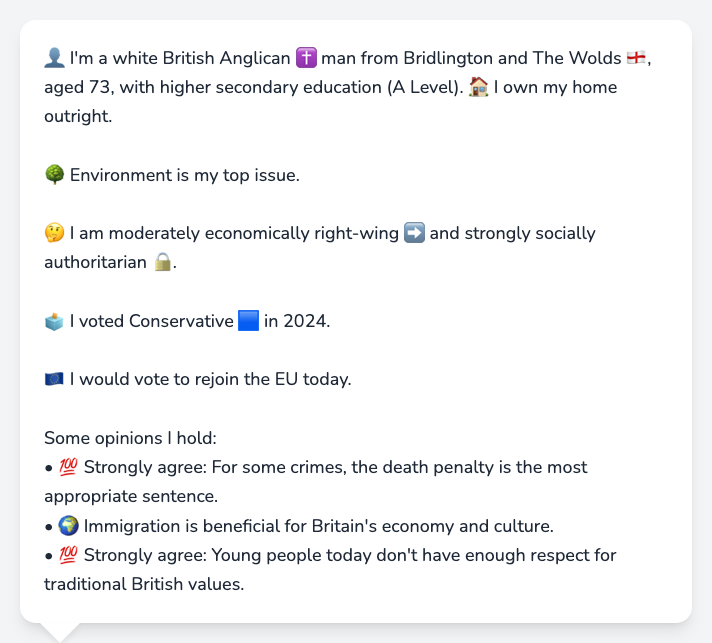 👤 I'm a white British Anglican ✝️ man from Bridlington and The Wolds 🏴󠁧󠁢󠁥󠁮󠁧󠁿,
aged 73, with higher secondary education (A Level). 🏠 I own my home
outright.
🌳 Environment is my top issue.
🤔 I am moderately economically right-wing ➡️ and strongly socially
authoritarian 🔒.
🗳️ I voted Conservative 🟦 in 2024.
🇪🇺 I would vote to rejoin the EU today.
Some opinions I hold:
• 💯 Strongly agree: For some crimes, the death penalty is the most
appropriate sentence.
• 🌍 Immigration is beneficial for Britain's economy and culture.
• 💯 Strongly agree: Young people today don't have enough respect for
traditional British values.